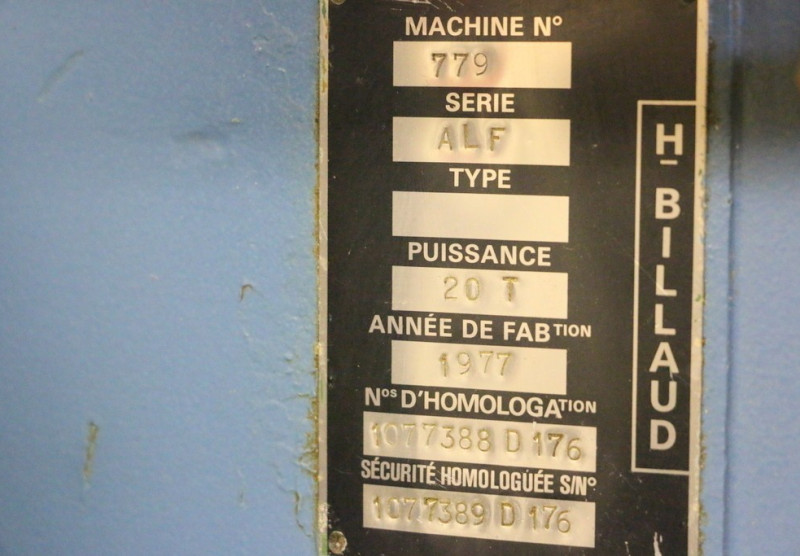 MACHINE N°
779
SERIE
ALF
TYPE
PUISSANCE
20 T
ANNÉE DE FABTION
1977
NOS D'HOMOLOGATION
1077388 D 176
SÉCURITÉ HOMOLOGUÉE S/N°
1077389 D 176
H BILLAUD